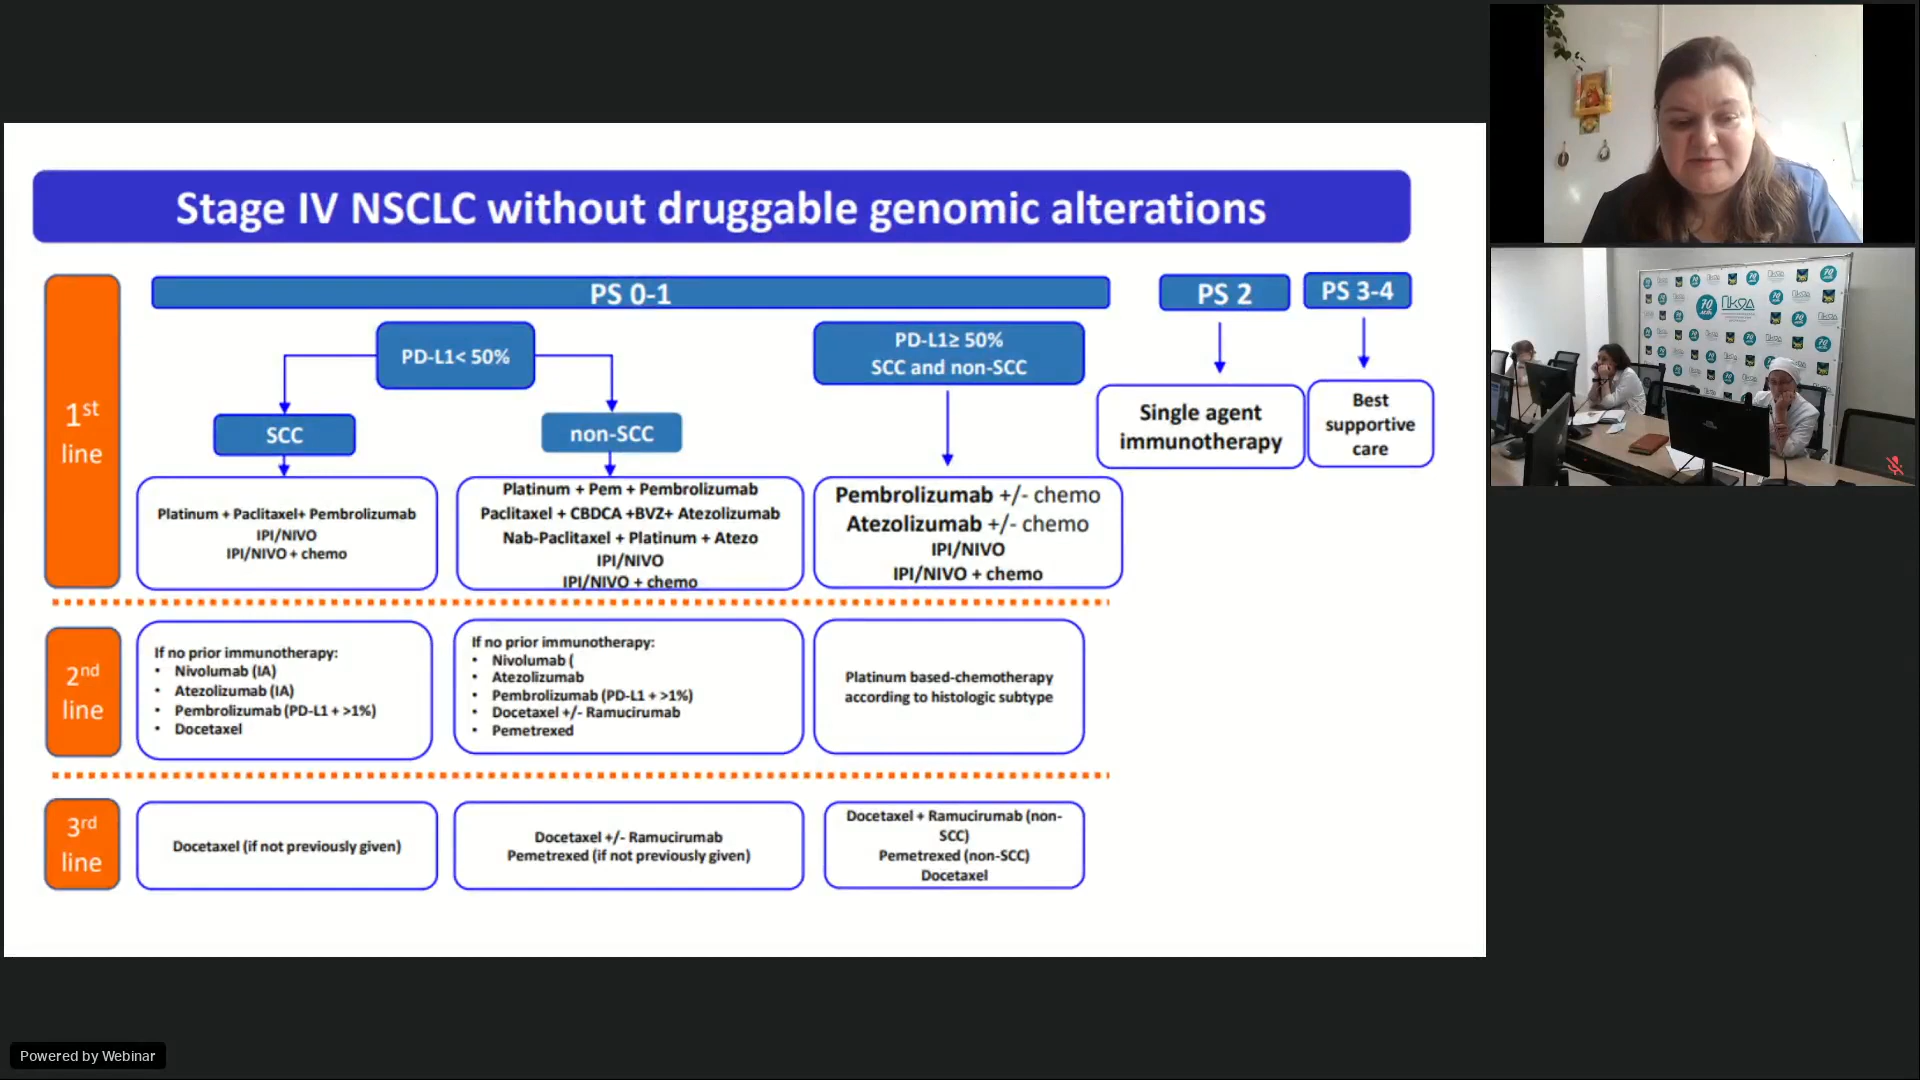 Stage IV NSCLC without druggable genomic alterations
1st
line
PS 0-1
PS 2
PS 3-4
PD-L1< 50%
PD-L1≥ 50%
SCC and non-SCC
SCC
non-SCC
Single agent
immunotherapy
Best
supportive
care
Platinum + Paclitaxel+ Pembrolizumab
IPI/NIVO
IPI/NIVO + chemo
Platinum + Pem + Pembrolizumab
Paclitaxel + CBDCA +BVZ+ Atezolizumab
Nab-Paclitaxel + Platinum + Atezo
IPI/NIVO
IPI/NIVO + chemo
Pembrolizumab +/- chemo
Atezolizumab +/- chemo
IPI/NIVO
IPI/NIVO + chemo
2nd
line
If no prior immunotherapy:
• Nivolumab (IA)
• Atezolizumab (IA)
• Pembrolizumab (PD-L1 + >1%)
• Docetaxel
If no prior immunotherapy:
• Nivolumab (
• Atezolizumab
• Pembrolizumab (PD-L1 + >1%)
• Docetaxel +/- Ramucirumab
• Pemetrexed
Platinum based-chemotherapy
according to histologic subtype
3rd
line
Docetaxel (if not previously given)
Docetaxel +/- Ramucirumab
Pemetrexed (if not previously given)
Docetaxel + Ramucirumab (non-
SCC)
Pemetrexed (non-SCC)
Docetaxel
70
Powered by Webinar